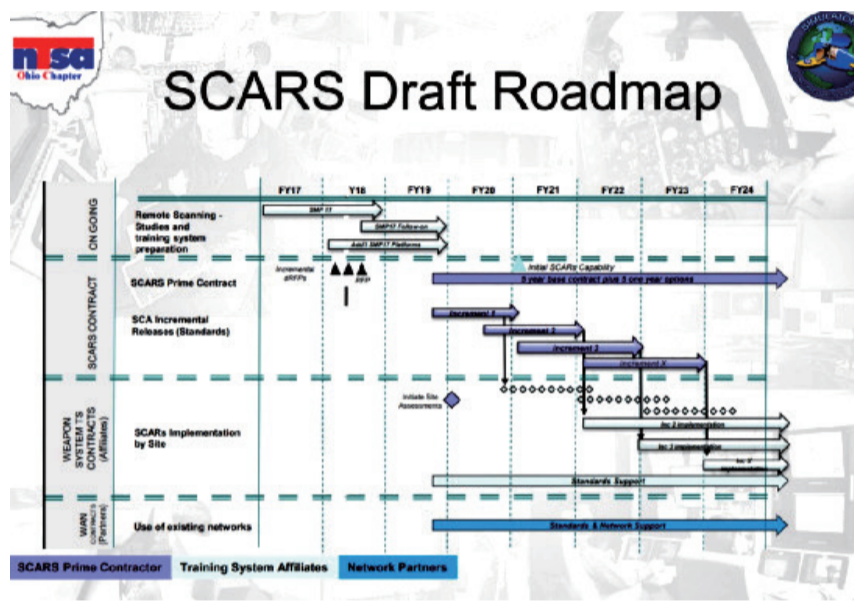 ntsa
Ohio Chapter
SCARS Draft Roadmap
FY17 Y18 FY19 FY20 FY21 FY22 FY23 FY24
ON GOING
Remote Scanning -
Studies and
training system
preparation
SMP 17
SMP17 Follow-on
Add'l SMP17 Platforms
SCARS CONTRACT
Incremental
dRFPs
RFP
Initial SCARs Capability
SCARS Prime Contract
5 year base contract plus 5 one year options
SCA Incremental
Releases (Standards)
Increment 1
Increment 2
Increment 3
Increment X
WEAPON
SYSTEM TS
CONTRACTS
(Affiliates)
Initiate Site
Assessments
SCARs Implementation
by Site
Inc 2 implementation
Inc 3 implementation
Inc X
implementation
Standards Support
WAN
CONTRACTS
(Partners)
Use of existing networks
Standards & Network Support
SCARS Prime Contractor
Training System Affiliates
Network Partners